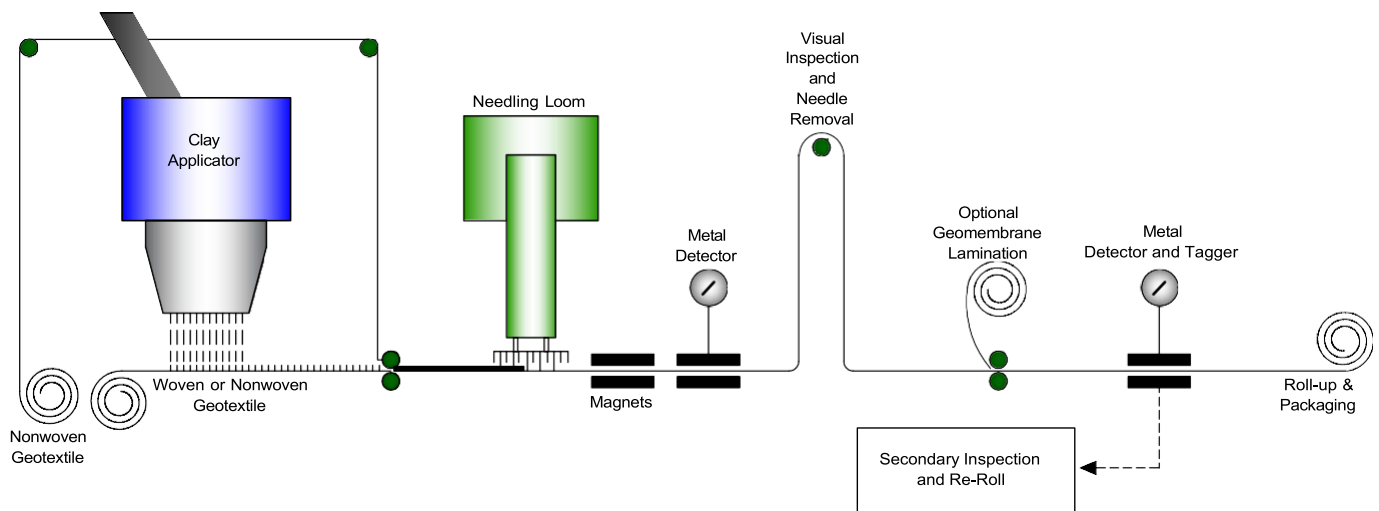 Clay
Applicator
Needling Loom
Visual
Inspection
and
Needle
Removal
Metal
Detector
Optional
Geomembrane
Lamination
Metal
Detector and Tagger
Woven or Nonwoven
Geotextile
Nonwoven
Geotextile
Magnets
Roll-up &
Packaging
Secondary Inspection
and Re-Roll